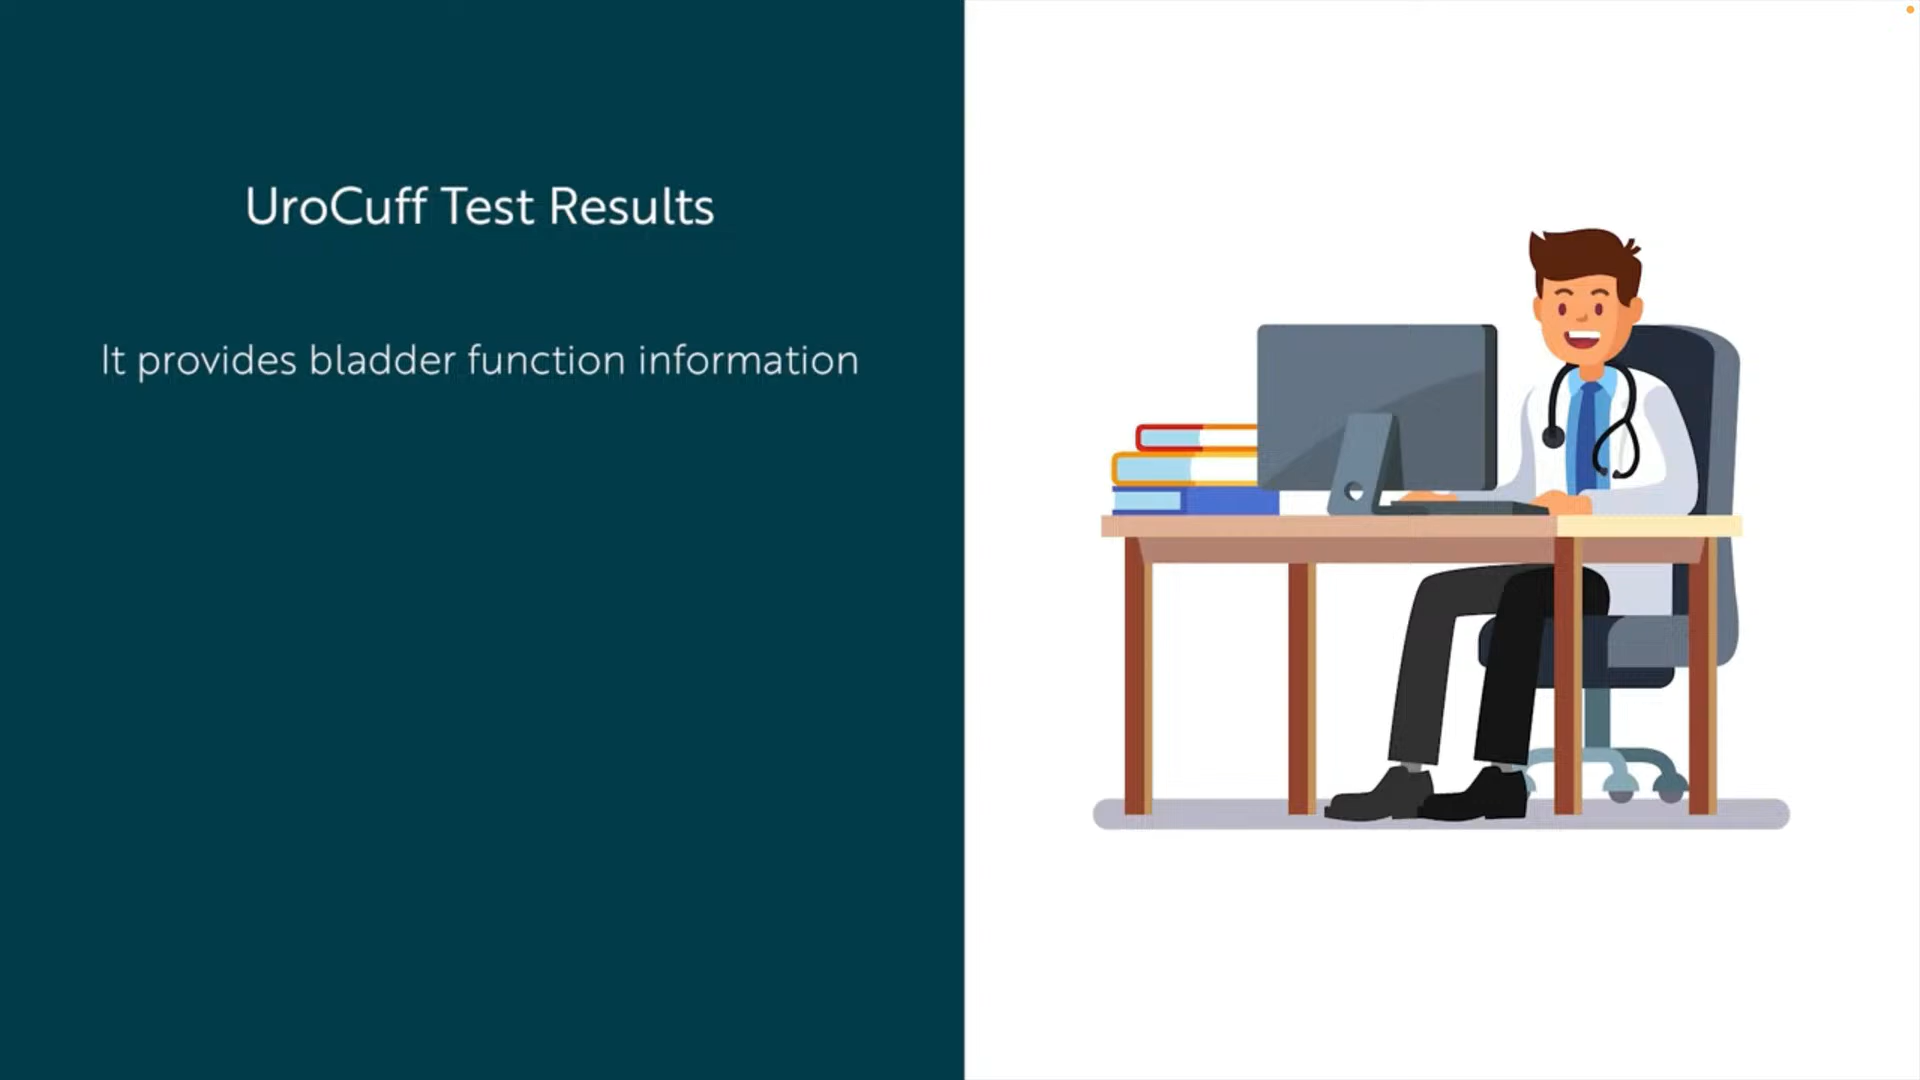 UroCuff Test Results
It provides bladder function information